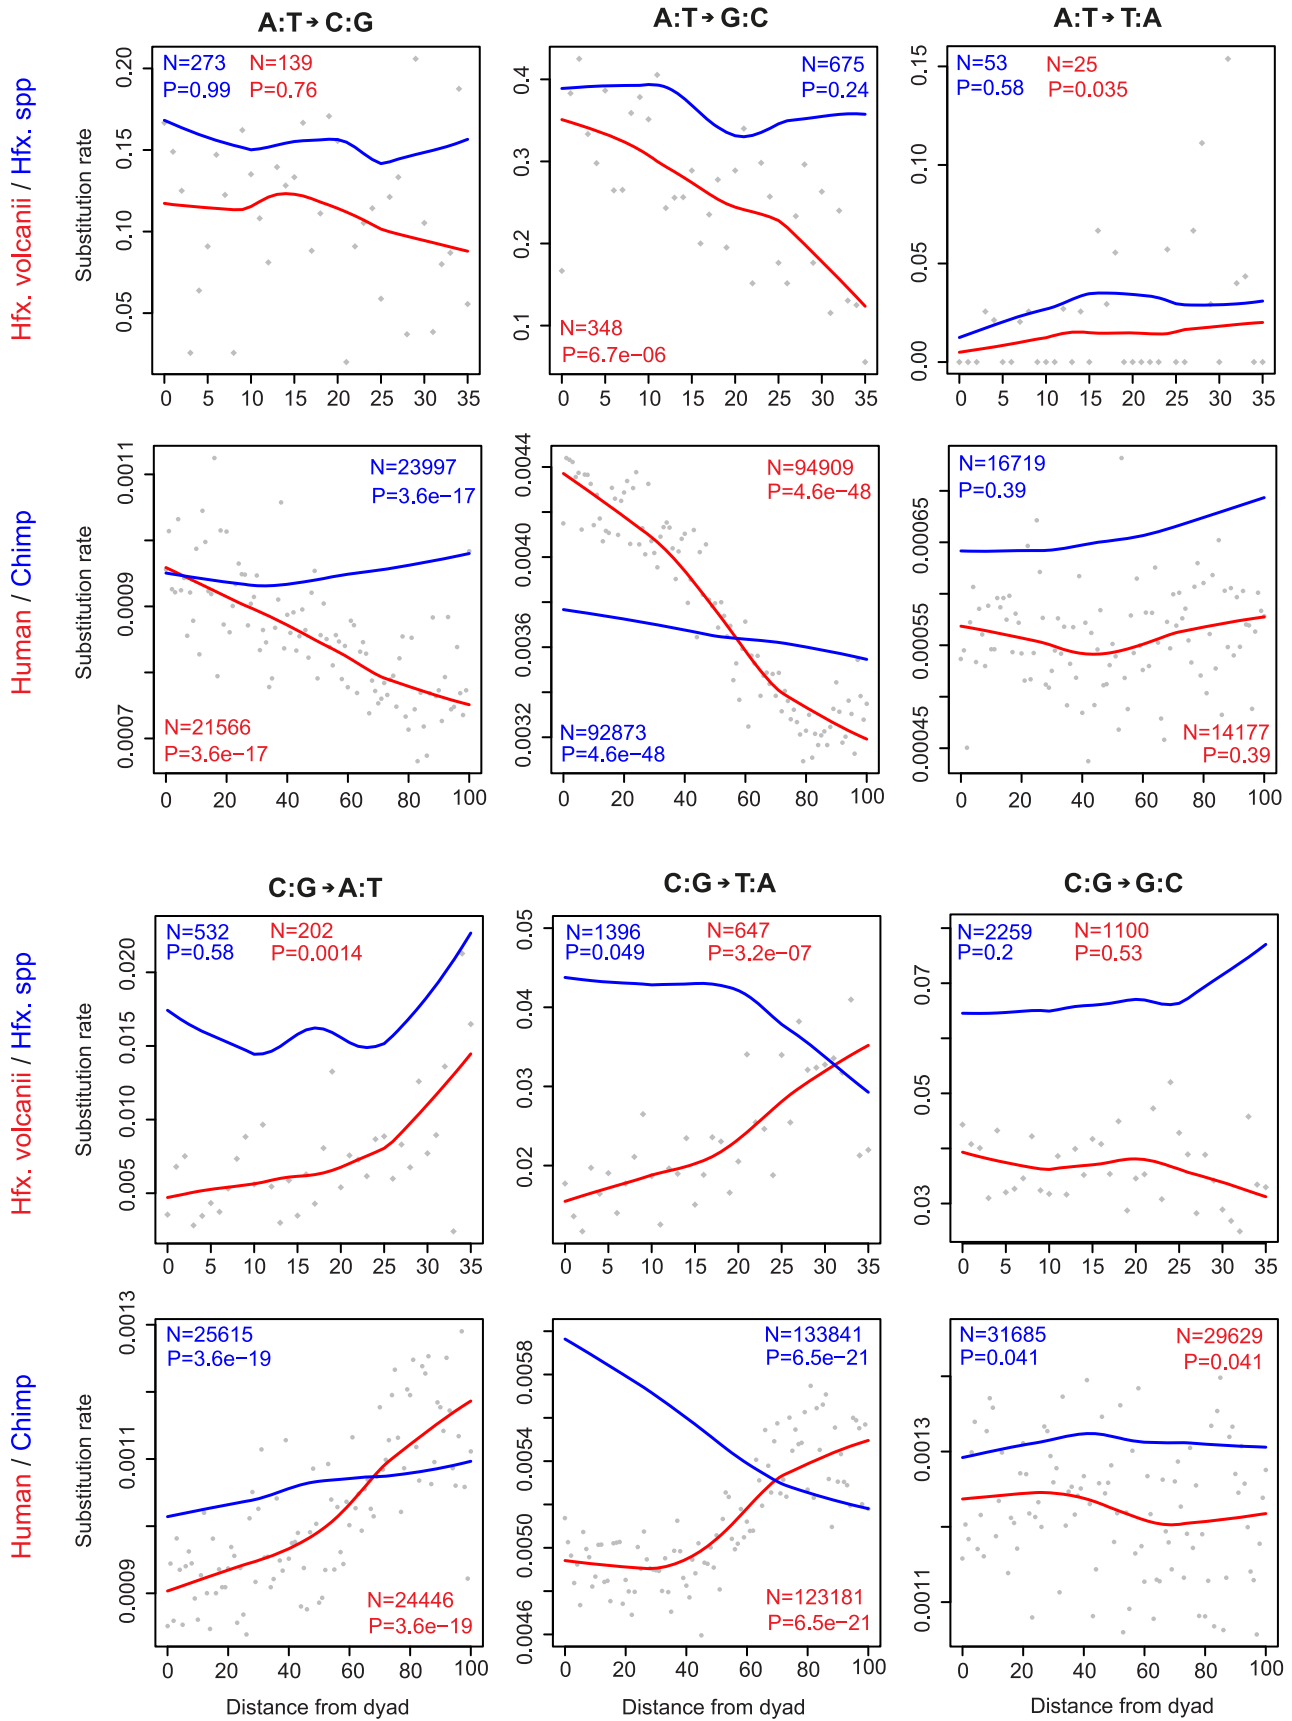 A:T→C:G
A:T→G:C
A:T→T:A
Hfx. volcanii / Hfx. spp
Substitution rate
0.05 0.10 0.15 0.20
N=273 N=139
P=0.99 P=0.76
0 5 10 15 20 25 30 35
0.1 0.2 0.3 0.4
N=675
P=0.24
N=348
P=6.7e−06
0 5 10 15 20 25 30 35
0.00 0.05 0.10 0.15
N=53 N=25
P=0.58 P=0.035
0 5 10 15 20 25 30 35
Human / Chimp
Substitution rate
0.0007 0.0009 0.0011
N=23997
P=3.6e−17
N=21566
P=3.6e−17
0 20 40 60 80 100
0.0032 0.0036 0.0040 0.0044
N=94909
P=4.6e−48
N=92873
P=4.6e−48
0 20 40 60 80 100
0.00045 0.00055 0.00065
N=16719
P=0.39
N=14177
P=0.39
0 20 40 60 80 100
C:G→A:T
C:G→T:A
C:G→G:C
Hfx. volcanii / Hfx. spp
Substitution rate
0.005 0.010 0.015 0.020
N=532 N=202
P=0.58 P=0.0014
0 5 10 15 20 25 30 35
0.02 0.03 0.04 0.05
N=1396 N=647
P=0.049 P=3.2e−07
0 5 10 15 20 25 30 35
0.03 0.05 0.07
N=2259 N=1100
P=0.2 P=0.53
0 5 10 15 20 25 30 35
Human / Chimp
Substitution rate
0.0009 0.0011 0.0013
N=25615
P=3.6e−19
N=24446
P=3.6e−19
0 20 40 60 80 100
Distance from dyad
0.0046 0.0050 0.0054 0.0058
N=133841
P=6.5e−21
N=123181
P=6.5e−21
0 20 40 60 80 100
Distance from dyad
0.0011 0.0013
N=31685 N=29629
P=0.041 P=0.041
0 20 40 60 80 100
Distance from dyad